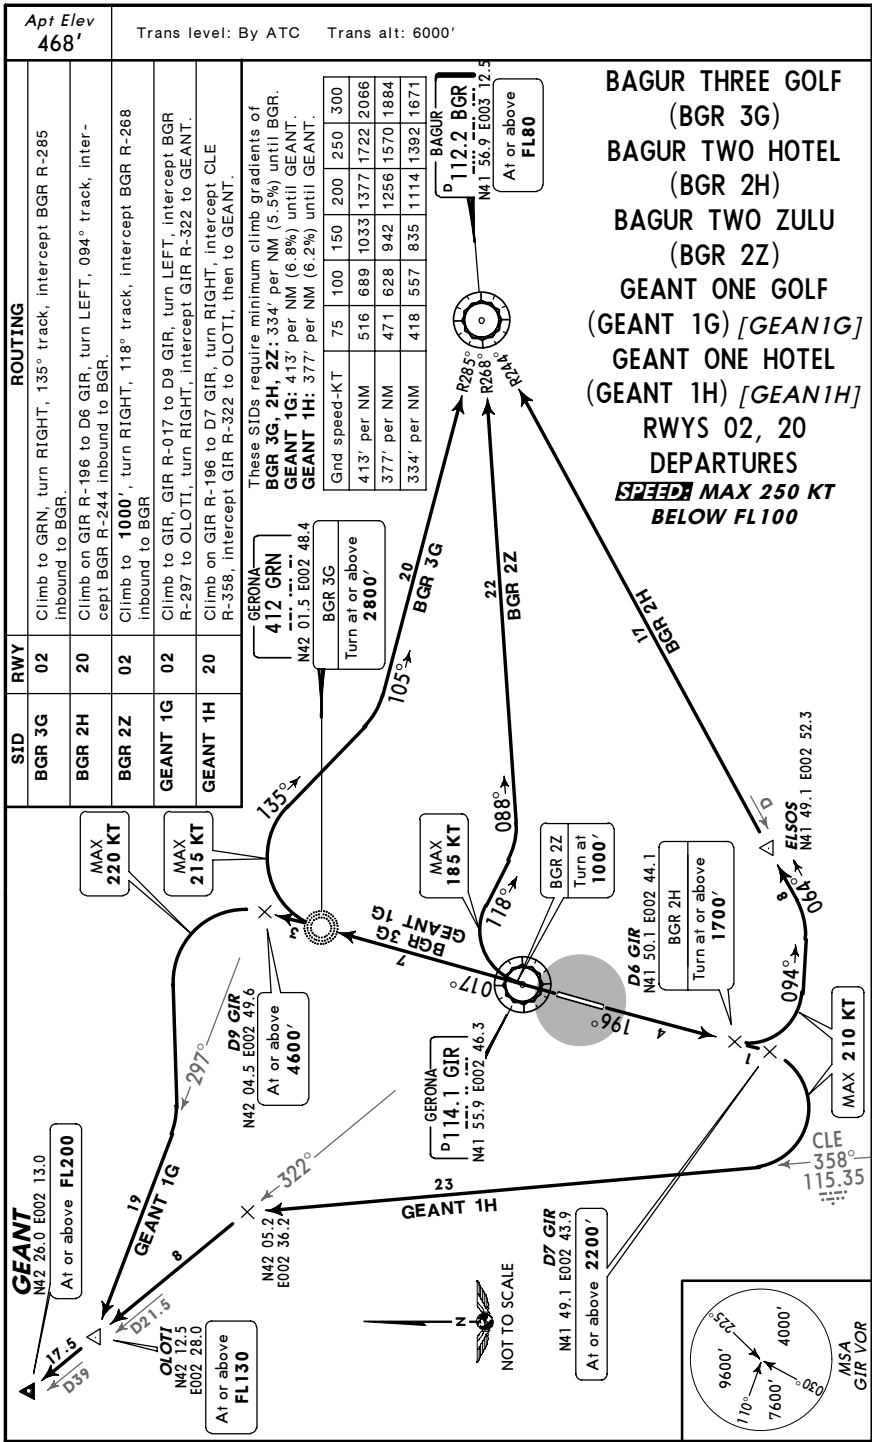 Apt Elev
468'
Trans level: By ATC Trans alt: 6000'
BAGUR THREE GOLF
(BGR 3G)
BAGUR TWO HOTEL
(BGR 2H)
BAGUR TWO ZULU
(BGR 2Z)
GEANT ONE GOLF
(GEANT 1G) [GEAN1G]
GEANT ONE HOTEL
(GEANT 1H) [GEAN1H]
RWYS 02, 20
DEPARTURES
SPEED: MAX 250 KT
BELOW FL100
SID RWY ROUTING
BGR 3G 02 Climb to GRN, turn RIGHT, 135° track, intercept BGR R-285
inbound to BGR.
BGR 2H 20 Climb on GIR R-196 to D6 GIR, turn LEFT, 094° track, inter-
cept BGR R-244 inbound to BGR.
BGR 2Z 02 Climb to 1000', turn RIGHT, 118° track, intercept BGR R-268
inbound to BGR
GEANT 1G 02 Climb to GIR, GIR R-017 to D9 GIR, turn LEFT, intercept BGR
R-297 to OLOTI, turn RIGHT, intercept GIR R-322 to GEANT.
GEANT 1H 20 Climb on GIR R-196 to D7 GIR, turn RIGHT, intercept CLE
R-358, intercept GIR R-322 to OLOTI, then to GEANT.
These SIDs require minimum climb gradients of
BGR 3G, 2H, 2Z: 334' per NM (5.5%) until BGR.
GEANT 1G: 413' per NM (6.8%) until GEANT.
GEANT 1H: 377' per NM (6.2%) until GEANT.
Gnd speed-KT 75 100 150 200 250 300
413' per NM 516 689 1033 1377 1722 2066
377' per NM 471 628 942 1256 1570 1884
334' per NM 418 557 835 1114 1392 1671
BAGUR
D 112.2 BGR
N41 56.9 E003 12.5
At or above
FL80
R285°
R268°
R244°
GERONA
412 GRN
N42 01.5 E002 48.4
BGR 3G
Turn at or above
2800'
20
BGR 3G
105°
135°
22
BGR 2Z
088°
118°
17
BGR 2H
MAX
220 KT
MAX
215 KT
MAX
185 KT
BGR 2Z
Turn at
1000'
3
7
BGR 3G
GEANT 1G
017°
196°
4
1
D6 GIR
N41 50.1 E002 44.1
BGR 2H
Turn at or above
1700'
D
ELSOS
N41 49.1 E002 52.3
8
064°
094°
MAX 210 KT
D9 GIR
N42 04.5 E002 49.6
At or above
4600'
297°
GERONA
D 114.1 GIR
N41 55.9 E002 46.3
19
GEANT 1G
GEANT
N42 26.0 E002 13.0
At or above FL200
17.5
D39
D21.5
OLOTI
N42 12.5
E002 28.0
At or above
FL130
8
322°
N42 05.2
E002 36.2
23
GEANT 1H
D7 GIR
N41 49.1 E002 43.9
At or above 2200'
CLE
358°
115.35
N
NOT TO SCALE
225°
9600'
4000'
110°
7600'
030°
MSA
GIR VOR